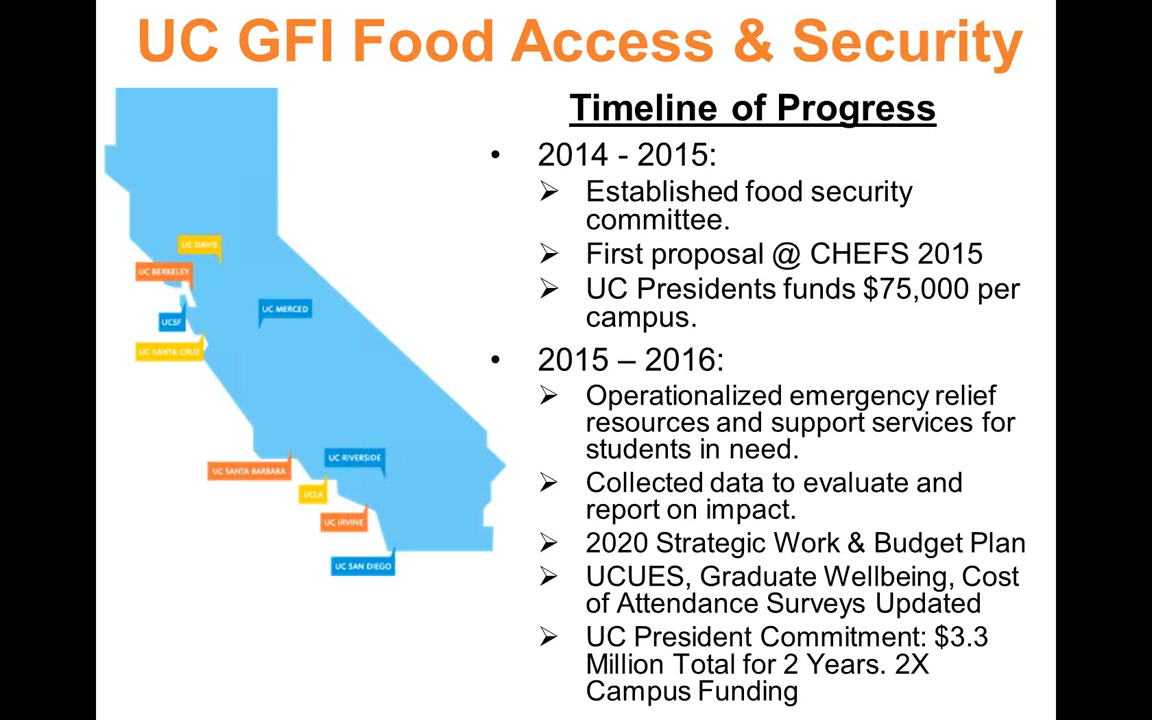 UC GFI Food Access & Security
Timeline of Progress
• 2014 - 2015:
➢ Established food security
committee.
➢ First proposal @ CHEFS 2015
➢ UC Presidents funds $75,000 per
campus.
• 2015 – 2016:
➢ Operationalized emergency relief
resources and support services for
students in need.
➢ Collected data to evaluate and
report on impact.
➢ 2020 Strategic Work & Budget Plan
➢ UCUES, Graduate Wellbeing, Cost
of Attendance Surveys Updated
➢ UC President Commitment: $3.3
Million Total for 2 Years. 2X
Campus Funding
UC DAVIS
UC BERKELEY
UC MERCED
UCSF
UC SANTA CRUZ
UC RIVERSIDE
UC SANTA BARBARA
UCLA
UC IRVINE
UC SAN DIEGO